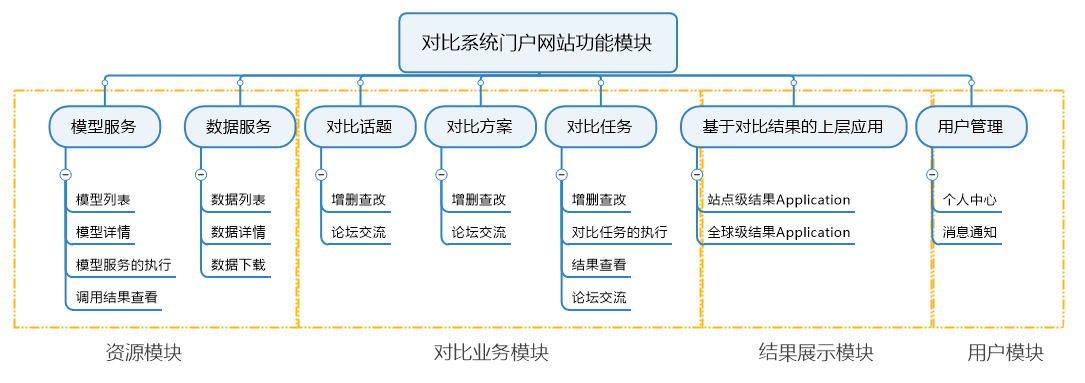 对比系统门户网站功能模块
模型服务
数据服务
对比话题
对比方案
对比任务
基于对比结果的上层应用
用户管理
模型列表
模型详情
模型服务的执行
调用结果查看
数据列表
数据详情
数据下载
增删查改
论坛交流
增删查改
论坛交流
增删查改
对比任务的执行
结果查看
论坛交流
站点级结果Application
全球级结果Application
个人中心
消息通知
资源模块
对比业务模块
结果展示模块
用户模块